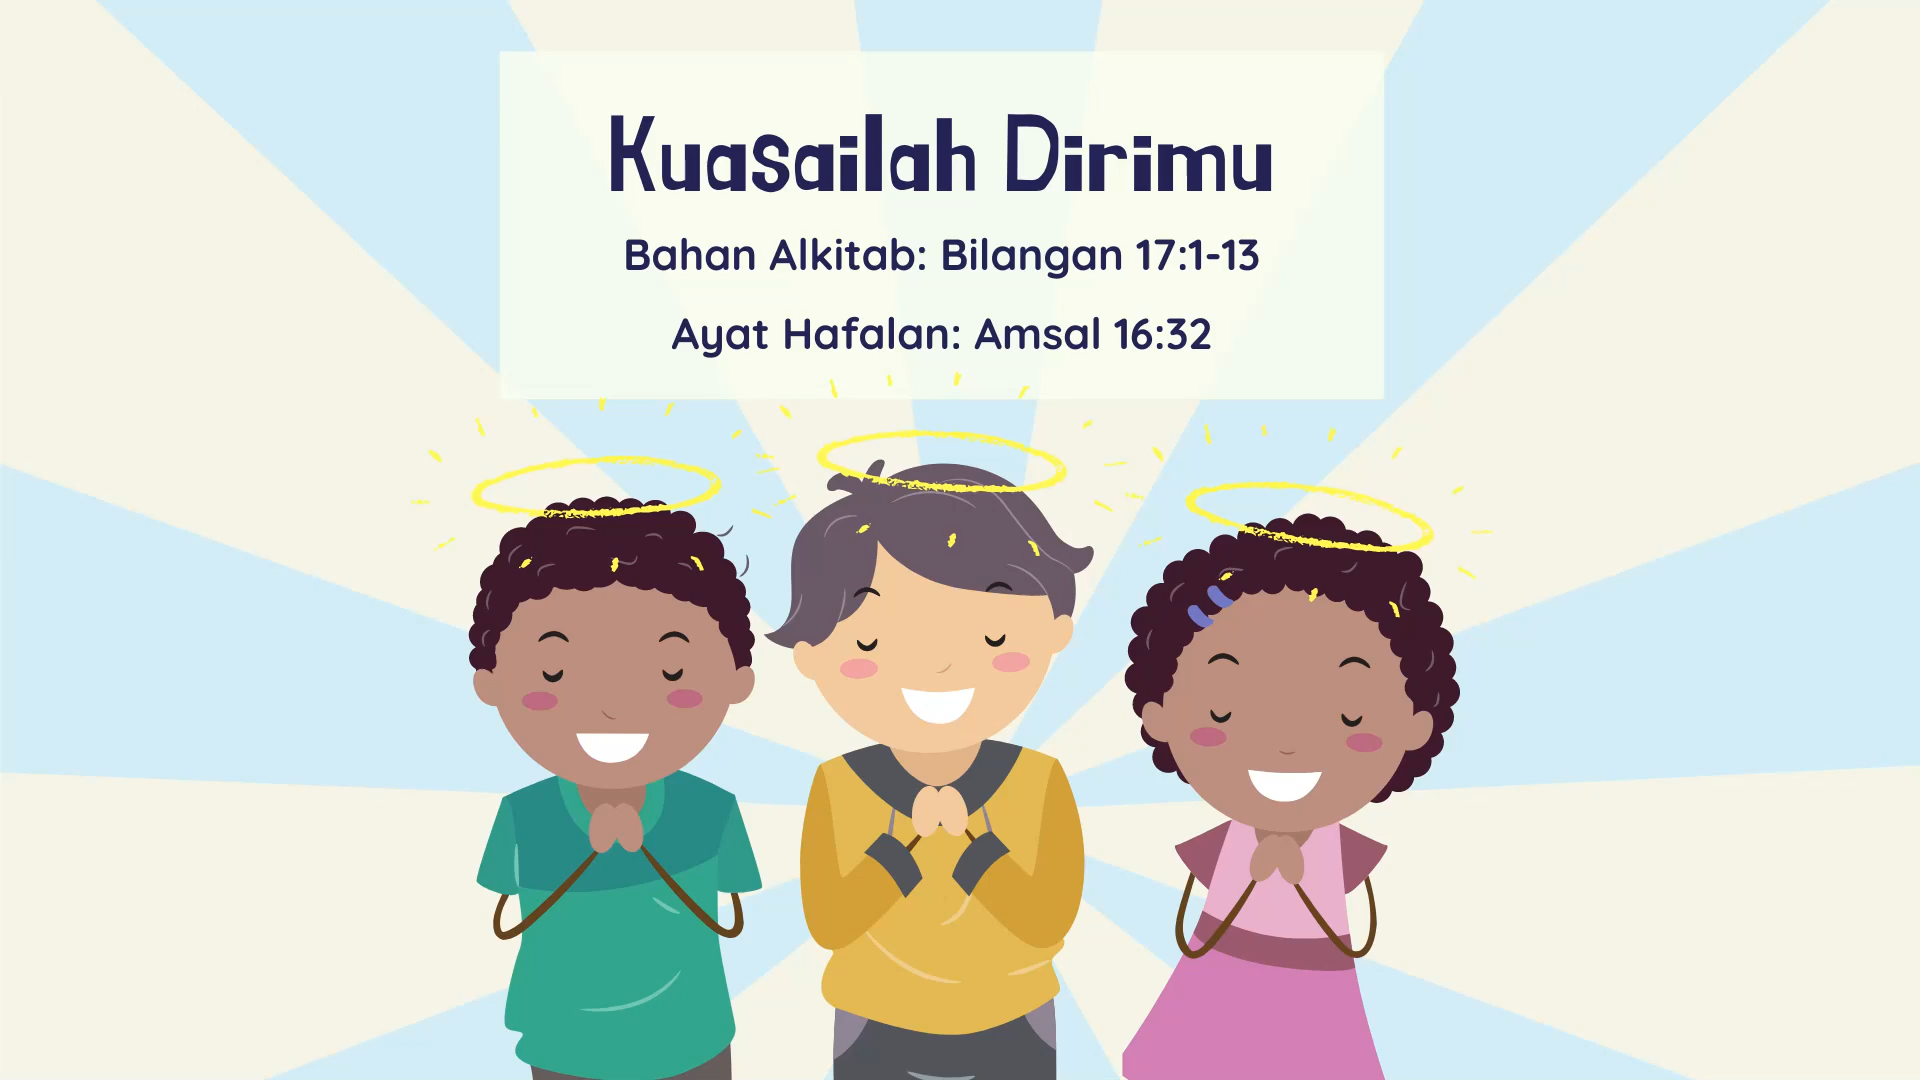 Kuasailah Dirimu
Bahan Alkitab: Bilangan 17:1-13
Ayat Hafalan: Amsal 16:32